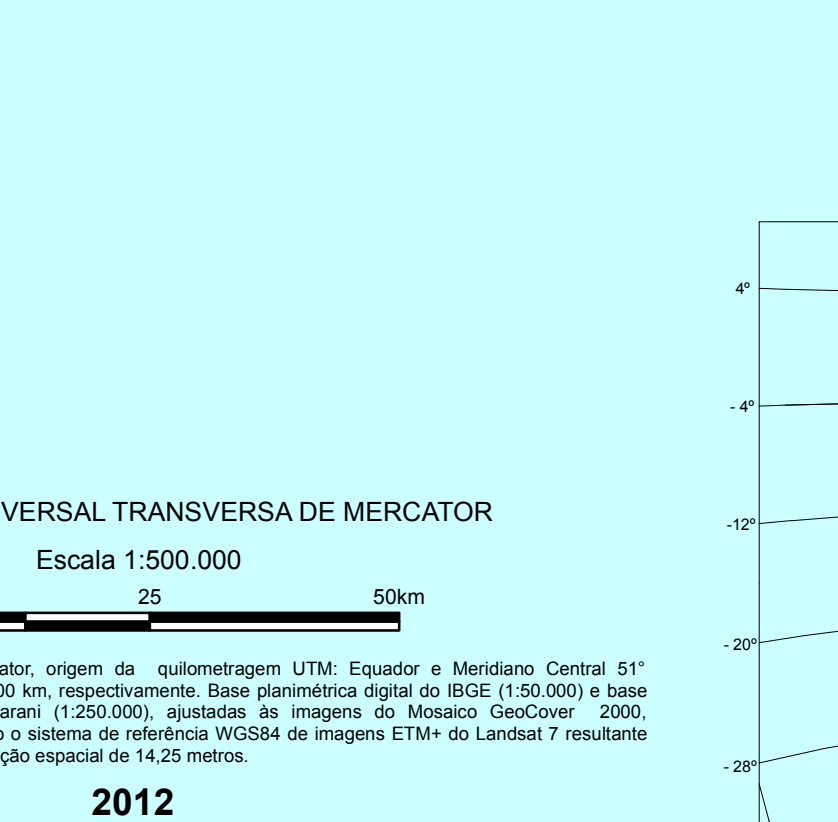 VERSAL TRANSVERSA DE MERCATOR
Escala 1:500.000
25 50km
ator, origem da quilometragem UTM: Equador e Meridiano Central 51°
00 km, respectivamente. Base planimétrica digital do IBGE (1:50.000) e base
arani (1:250.000), ajustadas às imagens do Mosaico GeoCover 2000,
o o sistema de referência WGS84 de imagens ETM+ do Landsat 7 resultante
ção espacial de 14,25 metros.
2012
4º
- 4º
-12º
- 20º
- 28º